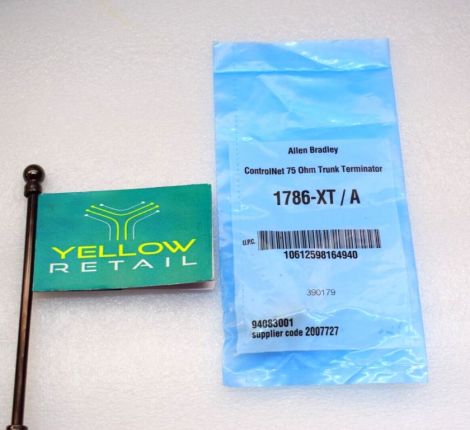 YELLOW
RETAIL
Allen Bradley
ControlNet 75 Ohm Trunk Terminator
1786-XT / A
U.P.C.
10612598164940
390179
94083001
supplier code 2007727